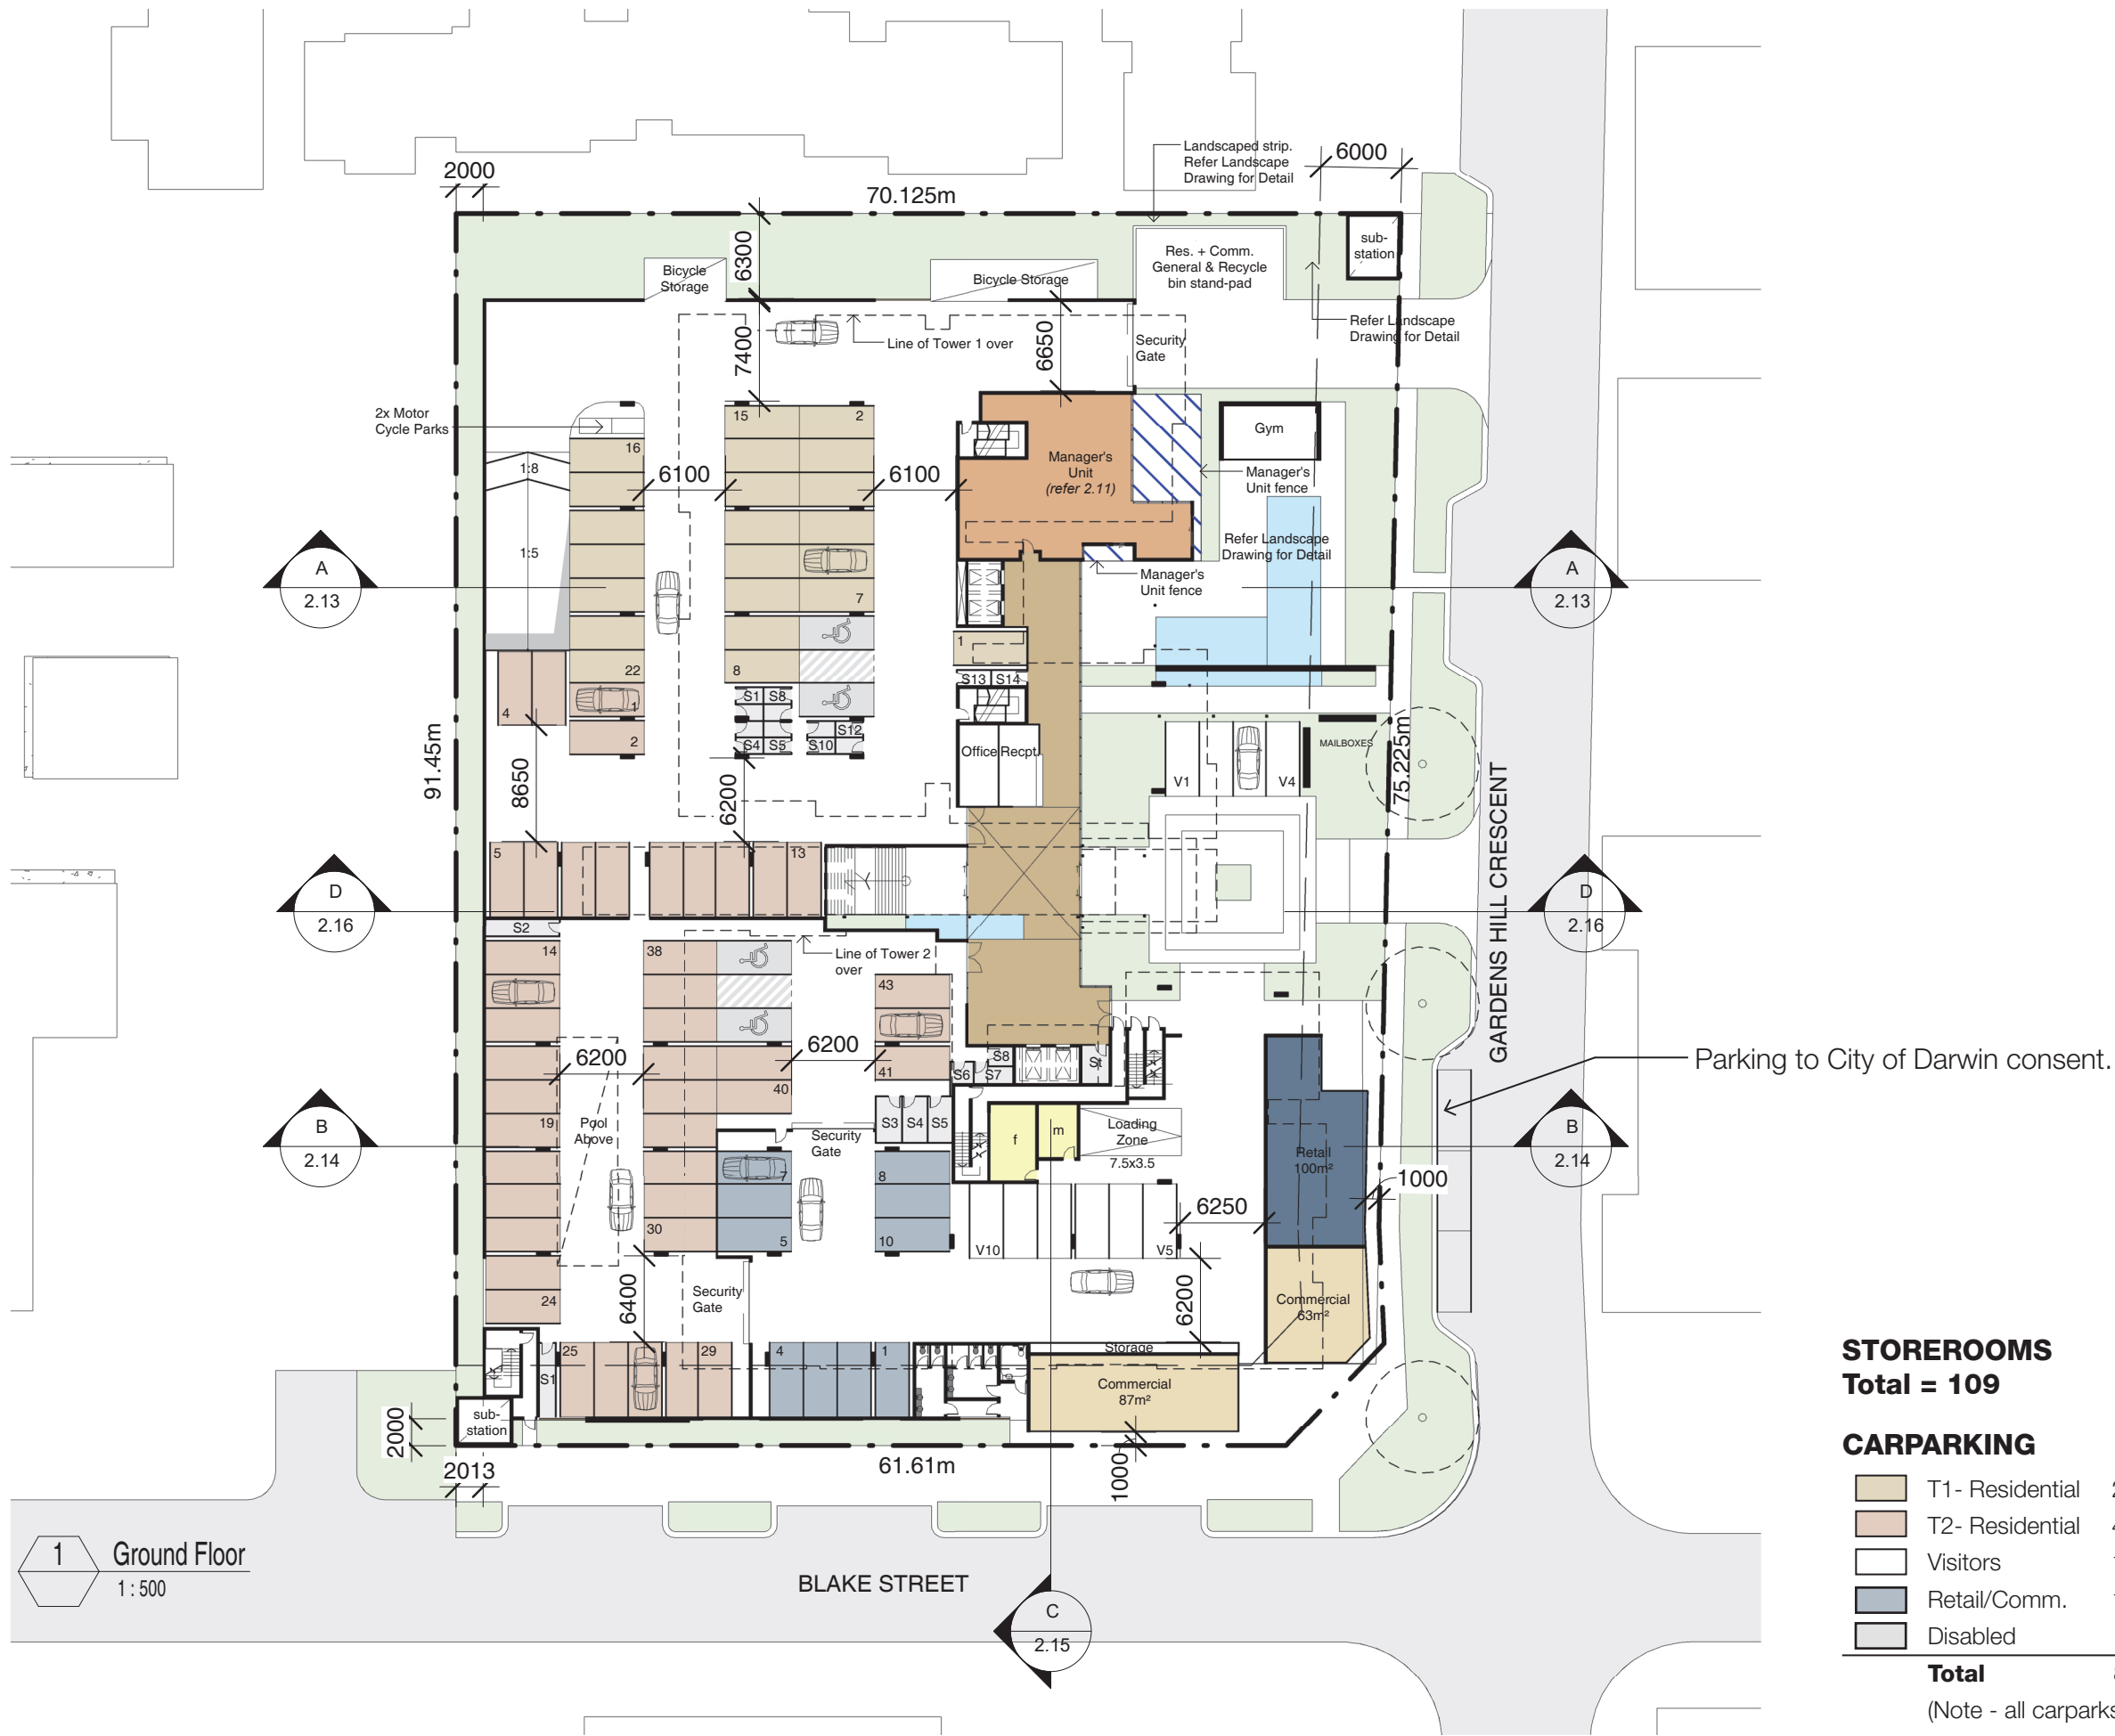 Landscaped strip.
Refer Landscape
Drawing for Detail
6000
2000
70.125m
6300
Bicycle
Storage
Bicycle Storage
Res. + Comm.
General & Recycle
bin stand-pad
sub-
station
7400
Line of Tower 1 over
6650
Security
Gate
Refer Landscape
Drawing for Detail
2x Motor
Cycle Parks
15
2
16
1:8
6100
6100
Manager's
Unit
(refer 2.11)
Gym
Manager's
Unit fence
1:5
Refer Landscape
Drawing for Detail
A
2.13
7
Manager's
Unit fence
A
2.13
1
22
8
S13
S14
4
1
S1
S8
2
S4
S5
S10
S12
Office
Recpt
MAILBOXES
V1
V4
91.45m
8650
6200
75.225m
GARDENS HILL CRESCENT
5
13
D
2.16
D
2.16
S2
14
38
Line of Tower 2
over
43
6200
6200
41
S8
S6
S7
St
Parking to City of Darwin consent.
40
19
Pool
Above
Security
Gate
S3
S4
S5
f
m
Loading
Zone
7.5x3.5
B
2.14
Retail
100m²
B
2.14
7
8
1000
30
5
10
V10
V5
6250
24
6400
Security
Gate
6200
Commercial
63m²
S1
25
29
4
1
Storage
Commercial
87m²
sub-
station
2000
2013
61.61m
1000
STOREROOMS
Total = 109
CARPARKING
T1- Residential
T2- Residential
Visitors
Retail/Comm.
Disabled
Total
(Note - all carparks
1
Ground Floor
1 : 500
BLAKE STREET
C
2.15